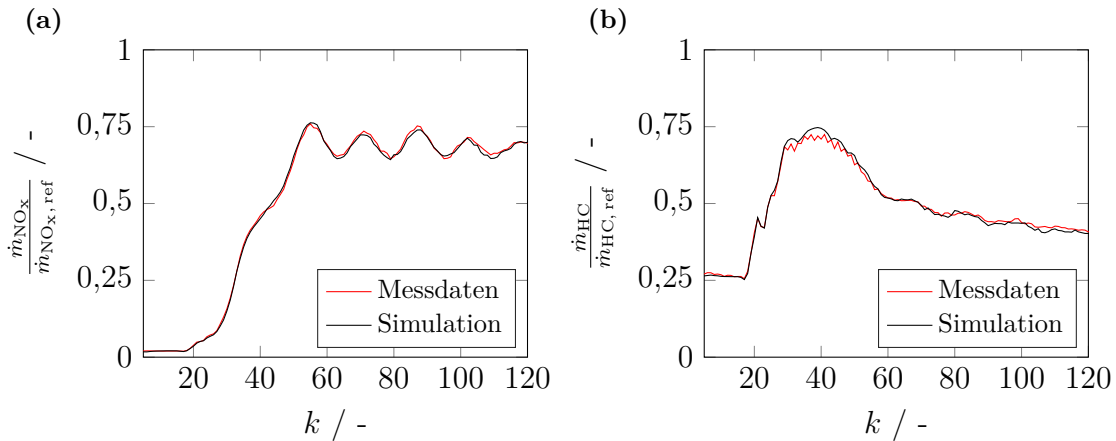 (a)
1
0,75
0,5
0,25
0
20 40 60 80 100 120
k / -
ṁNOx / ṁNOx, ref / -
Messdaten
Simulation
(b)
1
0,75
0,5
0,25
0
20 40 60 80 100 120
k / -
ṁHC / ṁHC, ref / -
Messdaten
Simulation